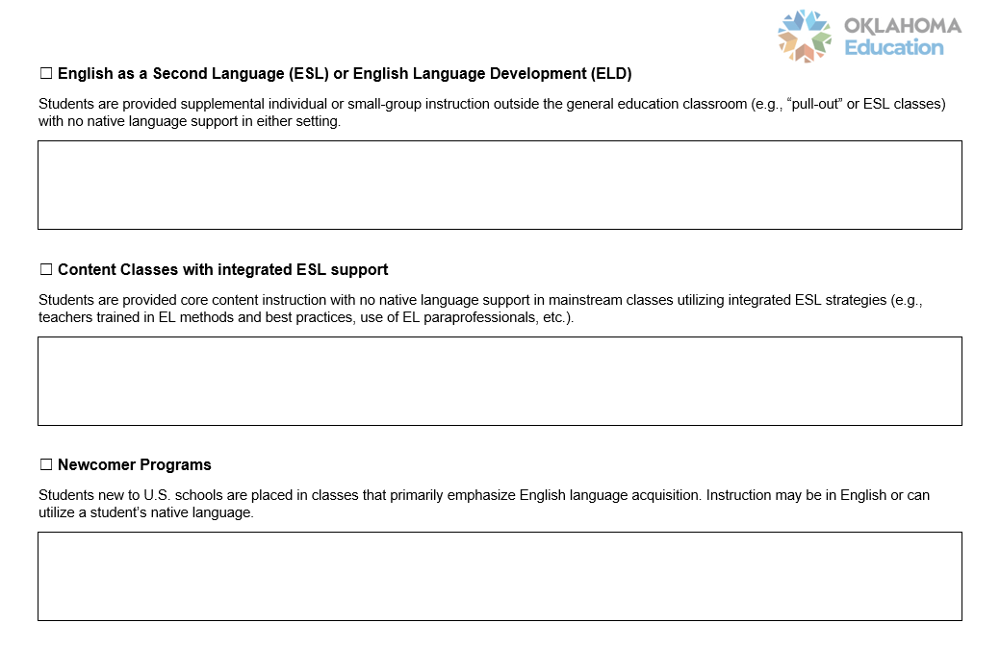 OKLAHOMA
Education
☐ English as a Second Language (ESL) or English Language Development (ELD)
Students are provided supplemental individual or small-group instruction outside the general education classroom (e.g., “pull-out” or ESL classes)
with no native language support in either setting.
☐ Content Classes with integrated ESL support
Students are provided core content instruction with no native language support in mainstream classes utilizing integrated ESL strategies (e.g.,
teachers trained in EL methods and best practices, use of EL paraprofessionals, etc.).
☐ Newcomer Programs
Students new to U.S. schools are placed in classes that primarily emphasize English language acquisition. Instruction may be in English or can
utilize a student’s native language.